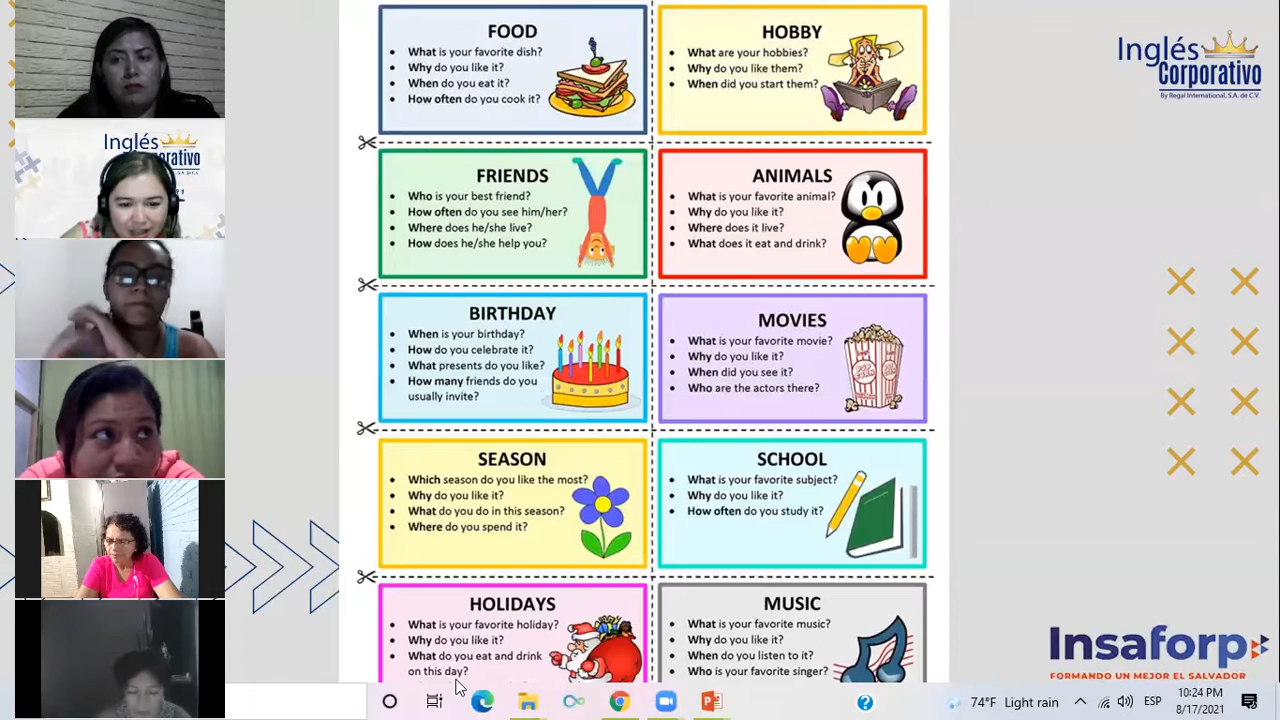 FOOD
What is your favorite dish?
Why do you like it?
When do you eat it?
How often do you cook it?
HOBBY
What are your hobbies?
Why do you like them?
When did you start them?
FRIENDS
Who is your best friend?
How often do you see him/her?
Where does he/she live?
How does he/she help you?
ANIMALS
What is your favorite animal?
Why do you like it?
Where does it live?
What does it eat and drink?
BIRTHDAY
When is your birthday?
How do you celebrate it?
What presents do you like?
How many friends do you
usually invite?
MOVIES
What is your favorite movie?
Why do you like it?
When did you see it?
Who are the actors there?
SEASON
Which season do you like the most?
Why do you like it?
What do you do in this season?
Where do you spend it?
SCHOOL
What is your favorite subject?
Why do you like it?
How often do you study it?
HOLIDAYS
What is your favorite holiday?
Why do you like it?
What do you eat and drink
on this day?
MUSIC
What is your favorite music?
Why do you like it?
When do you listen to it?
Who is your favorite singer?
Inglés
Corporativo
By Regal International, S.A. de C.V.
Inglés
Insaforp
FORMANDO UN MEJOR EL SALVADOR
74°F Light rain
ESP
10:24 PM
8/17/2021